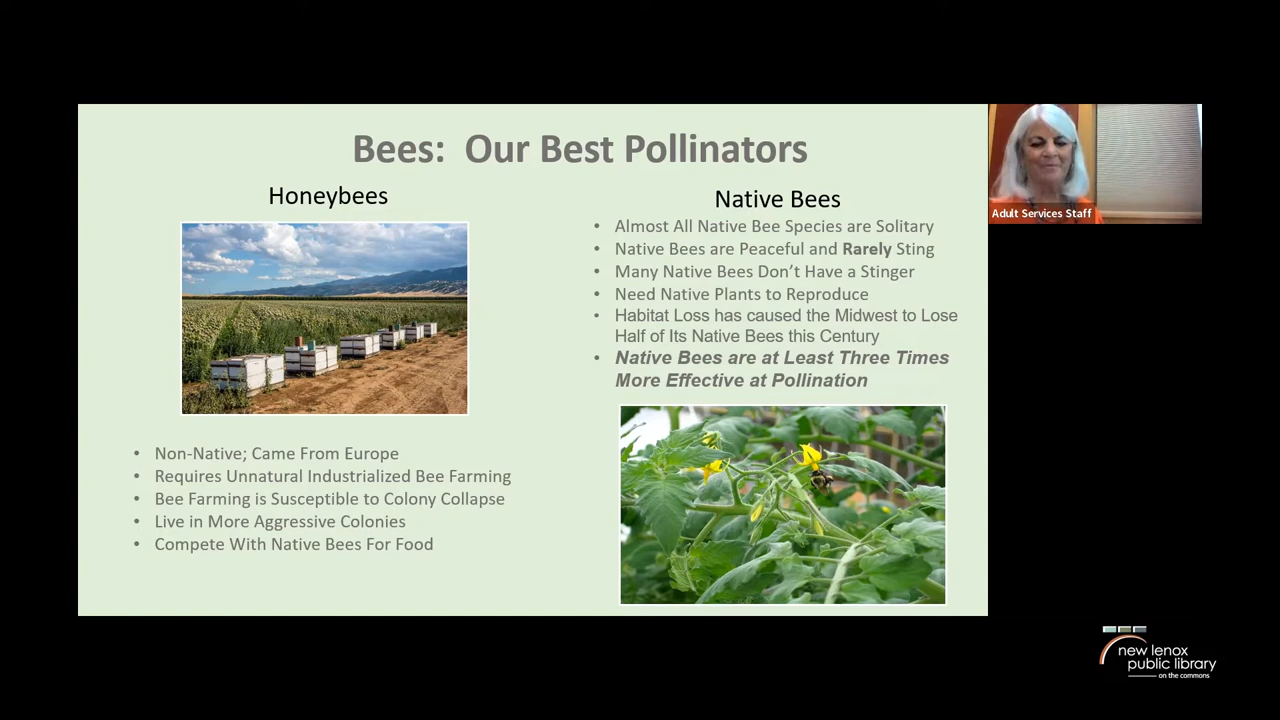 Bees:  Our Best Pollinators
Honeybees
• Non-Native; Came From Europe
• Requires Unnatural Industrialized Bee Farming
• Bee Farming is Susceptible to Colony Collapse
• Live in More Aggressive Colonies
• Compete With Native Bees For Food
Native Bees
• Almost All Native Bee Species are Solitary
• Native Bees are Peaceful and Rarely Sting
• Many Native Bees Don't Have a Stinger
• Need Native Plants to Reproduce
• Habitat Loss has caused the Midwest to Lose
Half of Its Native Bees this Century
• Native Bees are at Least Three Times
More Effective at Pollination
Adult Services Staff
new lenox
public library
on the commons